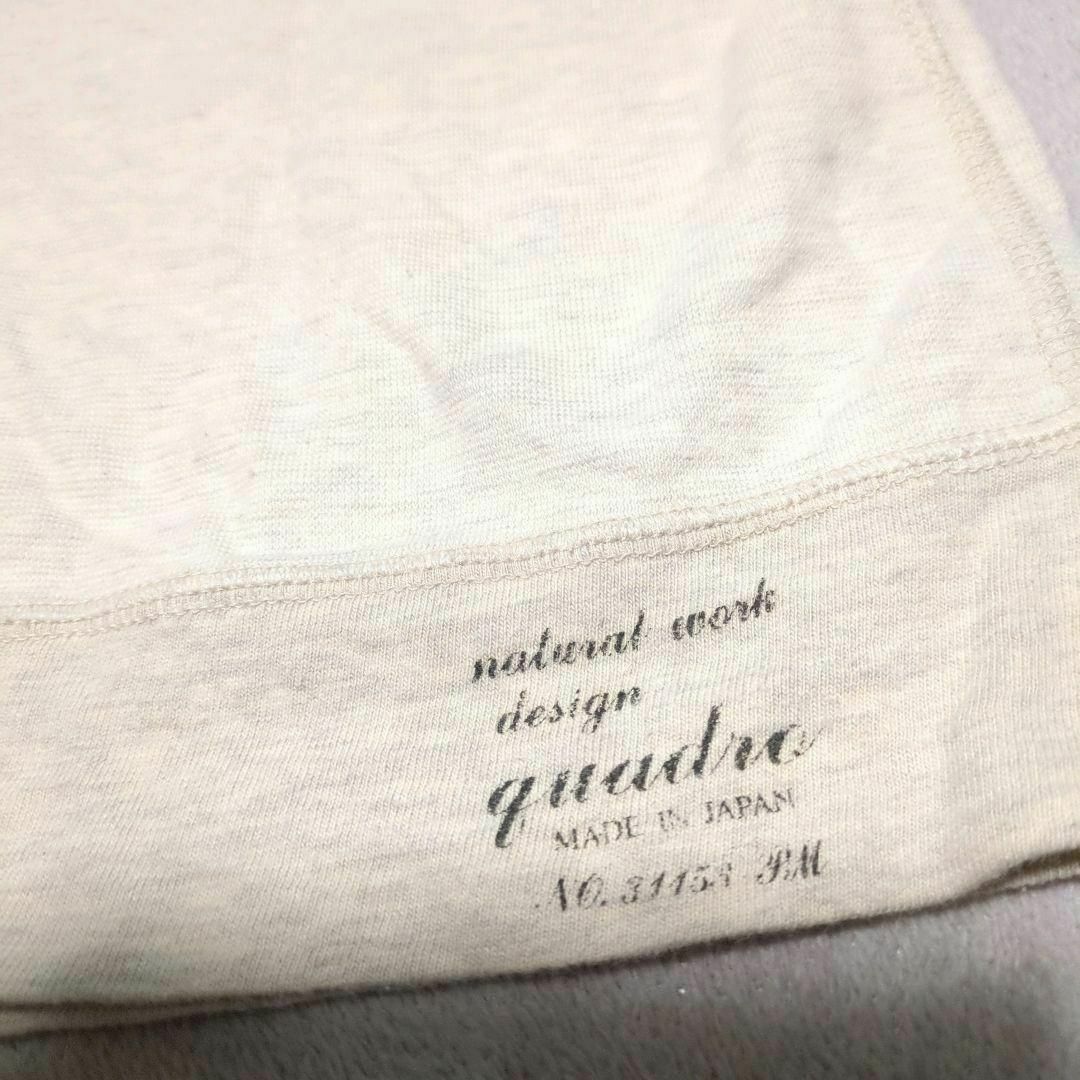 natural work
design
quadro
MADE IN JAPAN
NO. 31153 PM